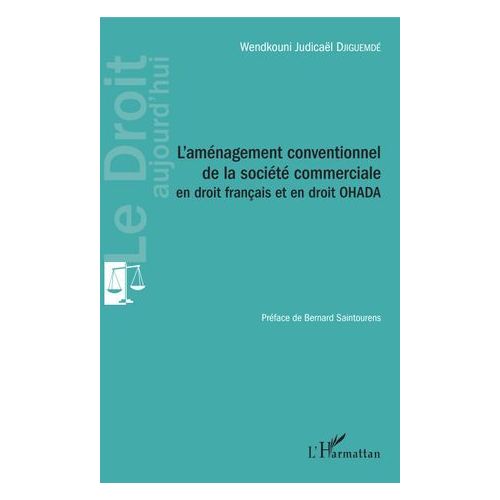 Wendkouni Judicaël DJIGUEMDÉ
Le Droit
aujourd'hui
L'aménagement conventionnel
de la société commerciale
en droit français et en droit OHADA
Préface de Bernard Saintourens
L'Harmattan